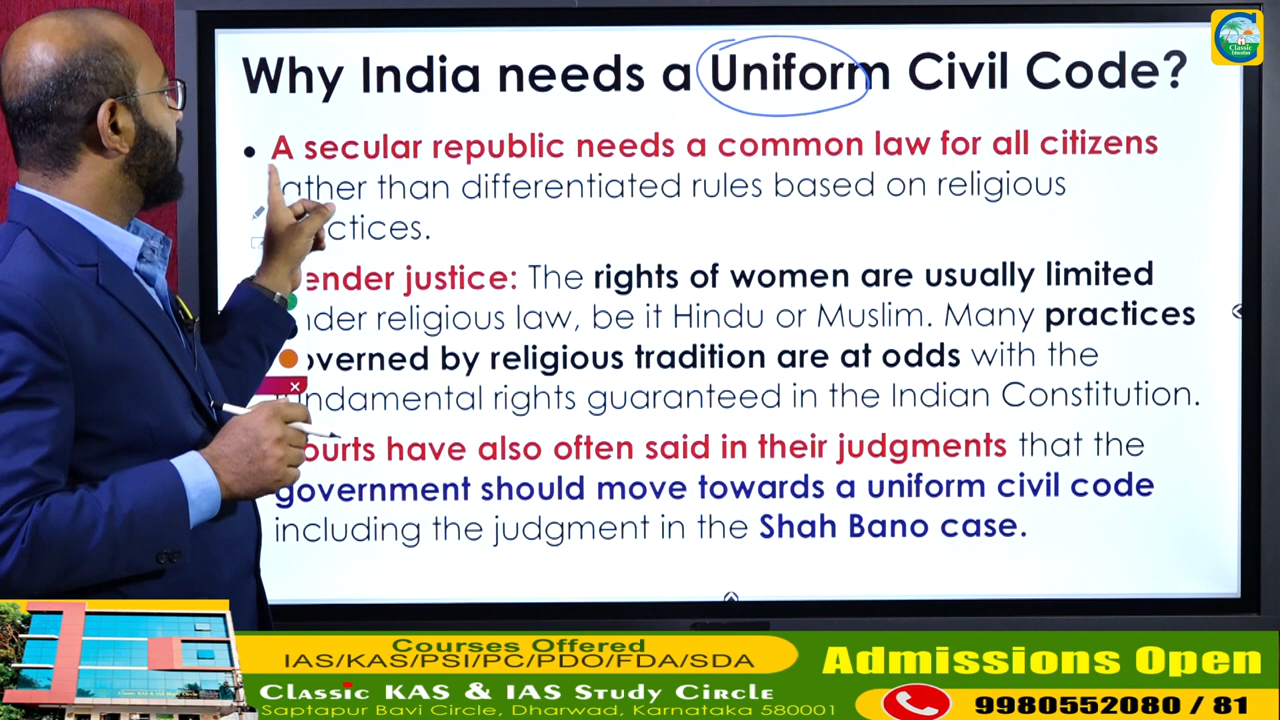 Why India needs a Uniform Civil Code?
• A secular republic needs a common law for all citizens
ather than differentiated rules based on religious
ctices.
ender justice: The rights of women are usually limited
nder religious law, be it Hindu or Muslim. Many practices
overned by religious tradition are at odds with the
ndamental rights guaranteed in the Indian Constitution.
ourts have also often said in their judgments that the
government should move towards a uniform civil code
including the judgment in the Shah Bano case.
Classic
Education
Courses Offered
IAS/KAS/PSI/PC/PDO/FDA/SDA
Classic KAS & IAS Study Circle
Saptapur Bavi Circle, Dharwad, Karnataka 580001
Admissions Open
9980552080 / 81